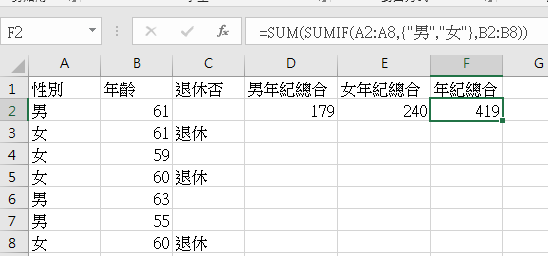 F2 =SUM(SUMIF(A2:A8,{"男","女"},B2:B8))
A B C D E F G
1 性別 年齡 退休否 男年紀總合 女年紀總合 年紀總合
2 男 61 179 240 419
3 女 61 退休
4 女 59
5 女 60 退休
6 男 63
7 男 55
8 女 60 退休